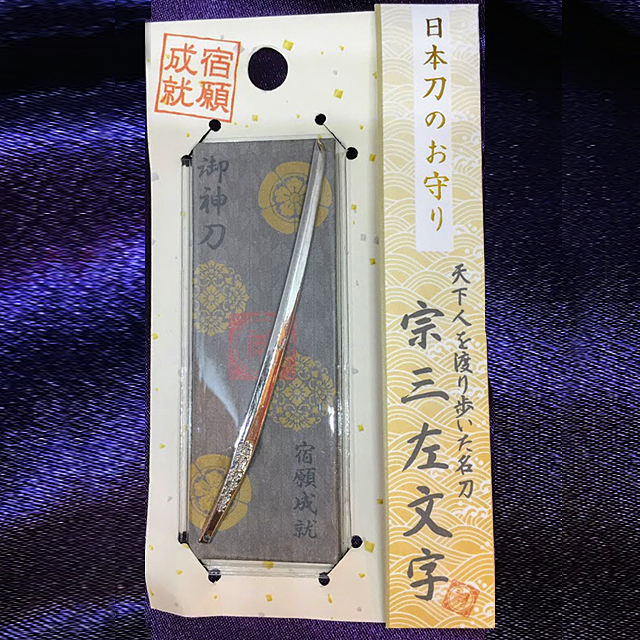 宿願
成就
日本刀のお守り
天下人を渡り歩いた名刀
宗三左文字
御神刀
宿願成就